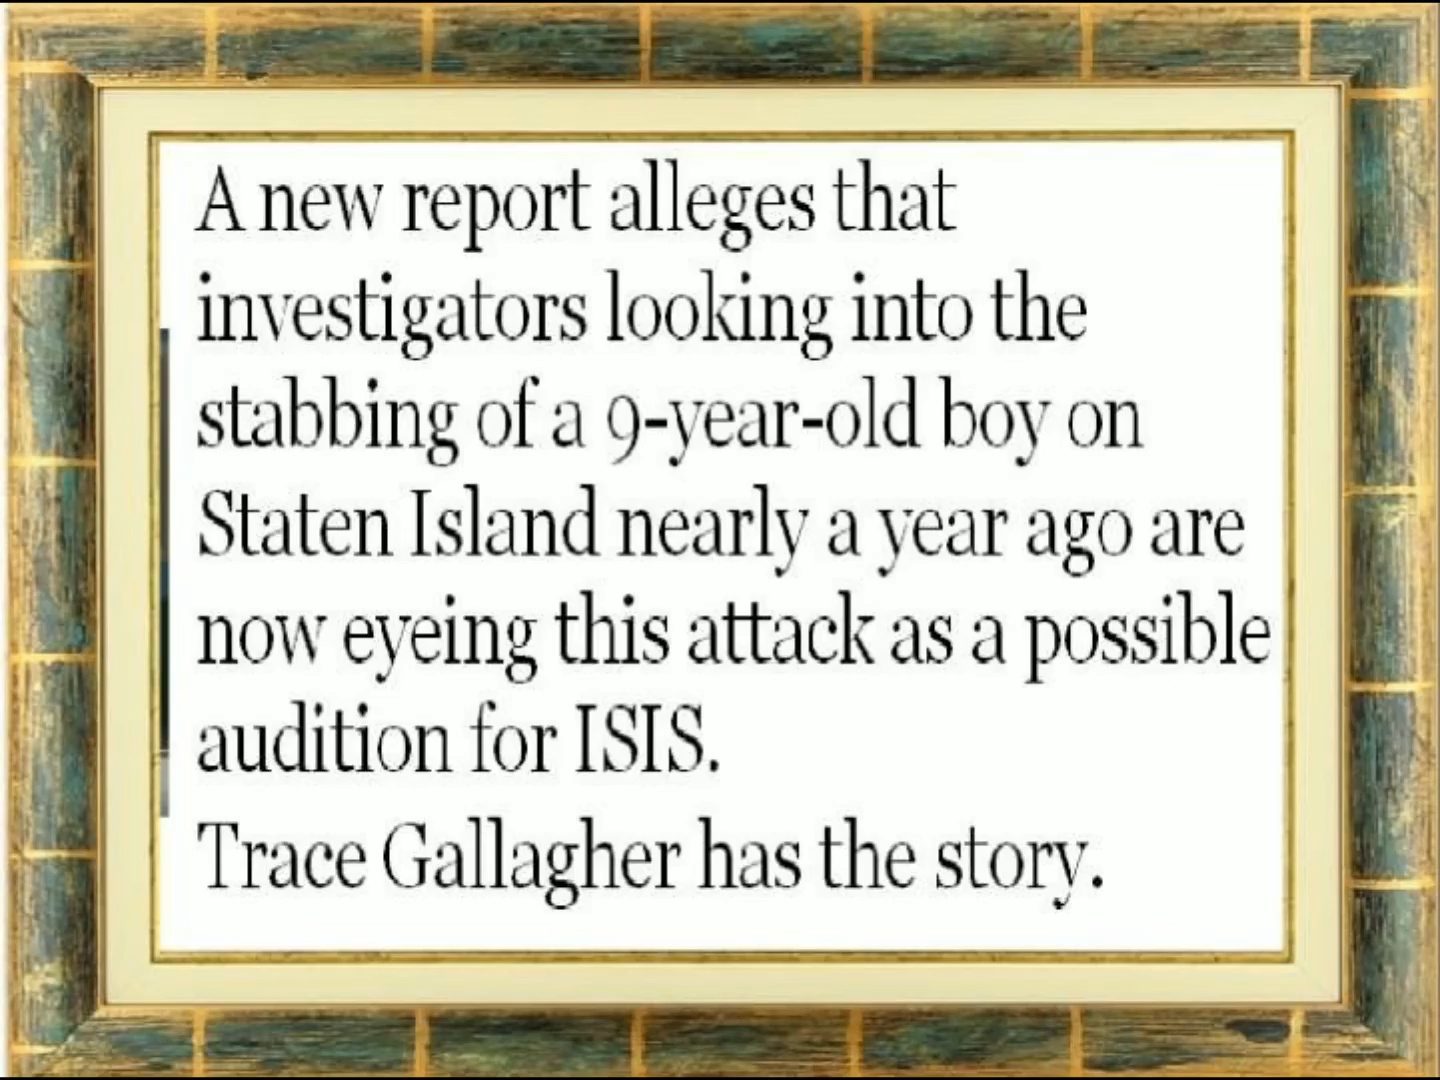 A new report alleges that
investigators looking into the
stabbing of a 9-year-old boy on
Staten Island nearly a year ago are
now eyeing this attack as a possible
audition for ISIS.
Trace Gallagher has the story.